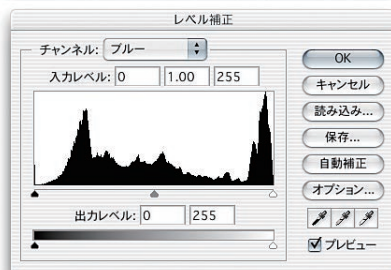 レベル補正
チャンネル: ブルー
入力レベル: 0 1.00 255
出力レベル: 0 255
OK
キャンセル
読み込み...
保存...
自動補正
オプション...
プレビュー